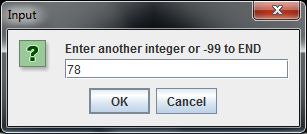 Input
Enter another integer or -99 to END
78
OK Cancel